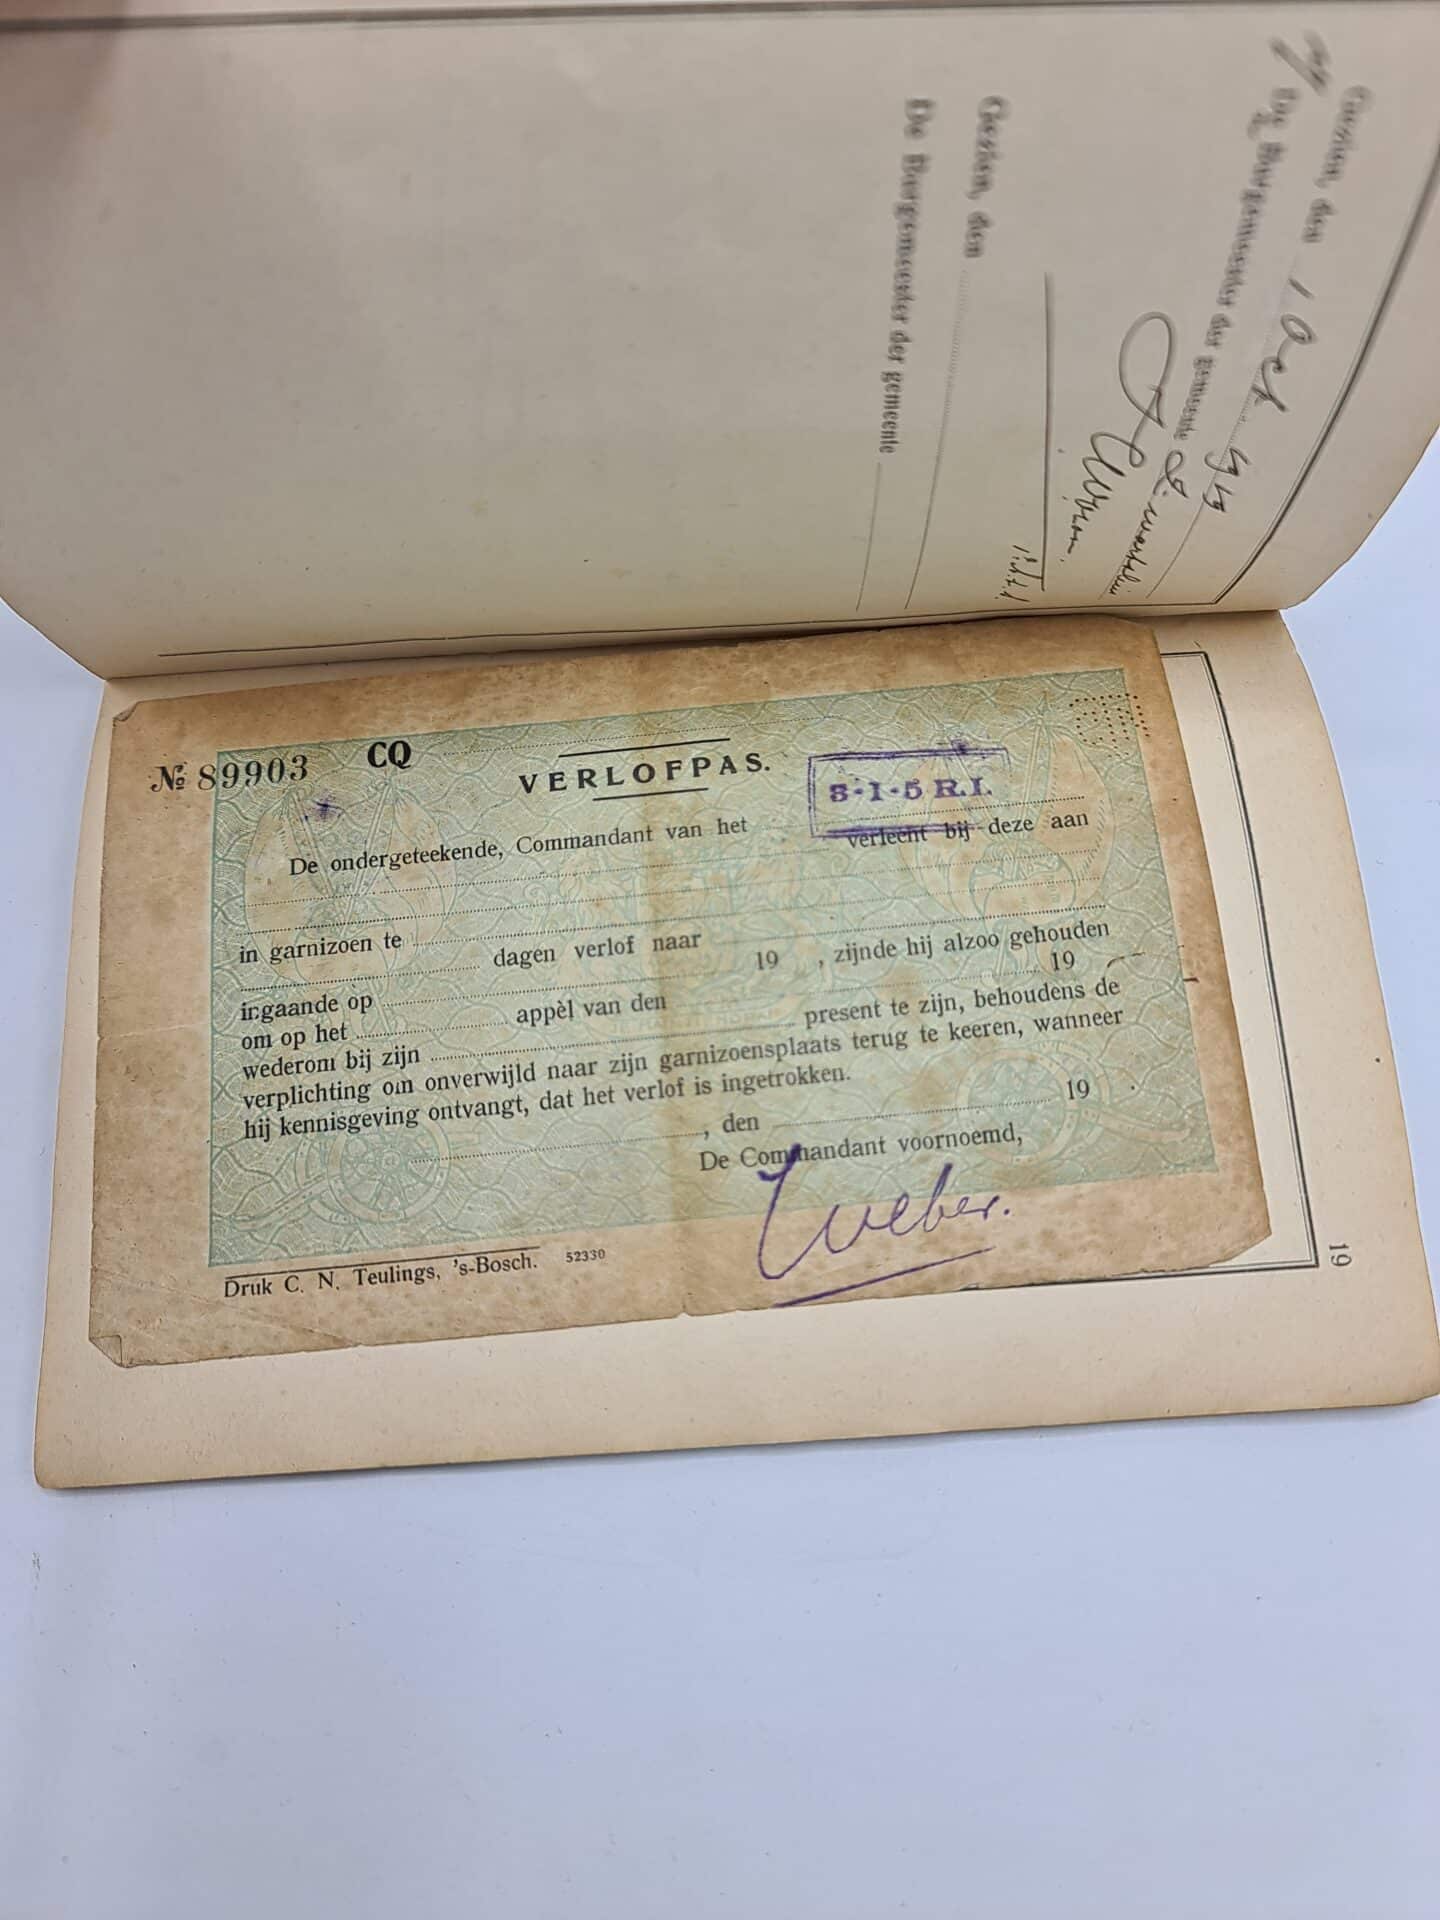 Gezien, den 1 Oct
De Burgemeester der gemeente
Gezien, den
De Burgemeester der gemeente
№ 89903 CQ
VERLOFPAS.
3-I-5 R.I.
De ondergeteekende, Commandant van het
verleent bij deze aan
in garnizoen te
dagen verlof naar
ingaande op 19 , zijnde hij alzoo gehouden
om op het appèl van den 19
wederom bij zijn present te zijn, behoudens de
verplichting om onverwijld naar zijn garnizoensplaats terug te keeren, wanneer
hij kennisgeving ontvangt, dat het verlof is ingetrokken.
, den 19 .
De Commandant voornoemd,
Weber.
Druk C. N. Teulings, 's-Bosch. 52330
19